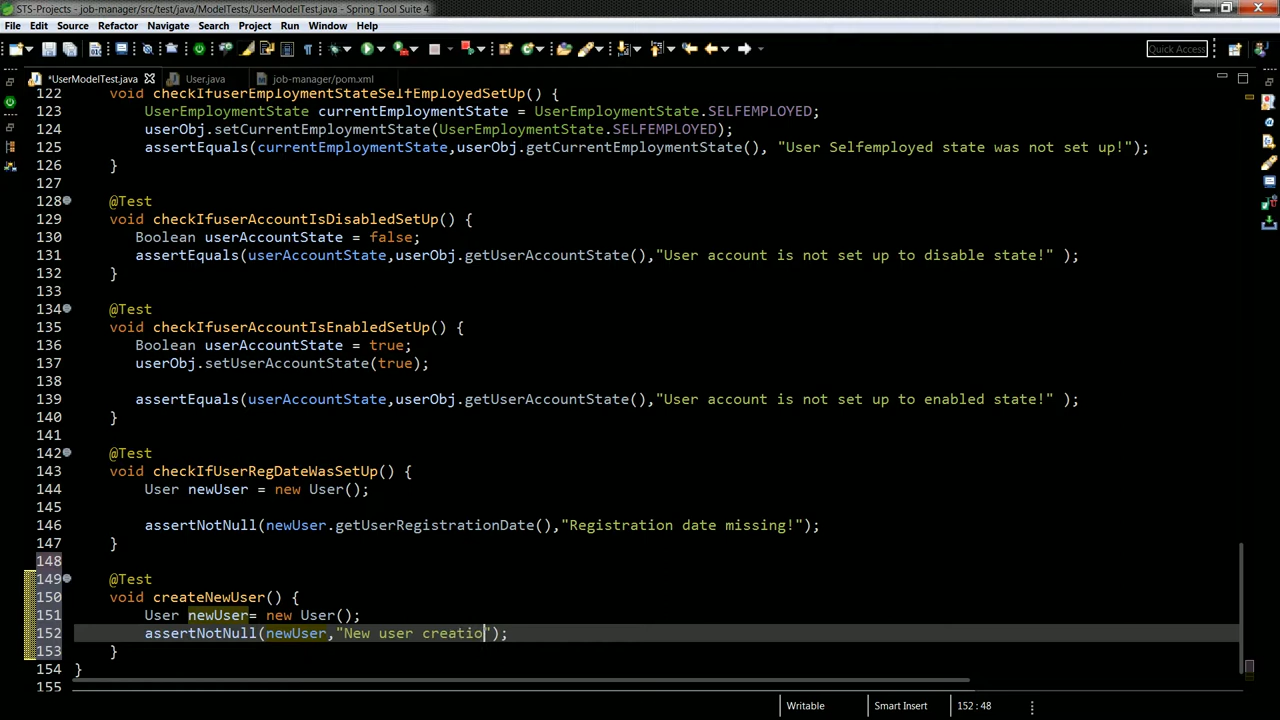 STS-Projects - job-manager/src/test/java/ModelTests/UserModelTest.java - Spring Tool Suite 4
File Edit Source Refactor Navigate Search Project Run Window Help
Quick Access
*UserModelTest.java User.java job-manager/pom.xml
122 void checkIfuserEmploymentStateSelfEmployedSetUp() {
123 UserEmploymentState currentEmploymentState = UserEmploymentState.SELFEMPLOYED;
124 userObj.setCurrentEmploymentState(UserEmploymentState.SELFEMPLOYED);
125 assertEquals(currentEmploymentState,userObj.getCurrentEmploymentState(), "User Selfemployed state was not set up!");
126 }
127
128 @Test
129 void checkIfuserAccountIsDisabledSetUp() {
130 Boolean userAccountState = false;
131 assertEquals(userAccountState,userObj.getUserAccountState(),"User account is not set up to disable state!" );
132 }
133
134 @Test
135 void checkIfuserAccountIsEnabledSetUp() {
136 Boolean userAccountState = true;
137 userObj.setUserAccountState(true);
138
139 assertEquals(userAccountState,userObj.getUserAccountState(),"User account is not set up to enabled state!" );
140 }
141
142 @Test
143 void checkIfUserRegDateWasSetUp() {
144 User newUser = new User();
145
146 assertNotNull(newUser.getUserRegistrationDate(),"Registration date missing!");
147 }
148
149 @Test
150 void createNewUser() {
151 User newUser= new User();
152 assertNotNull(newUser,"New user creatio");
153 }
154 }
155
Writable Smart Insert 152 : 48